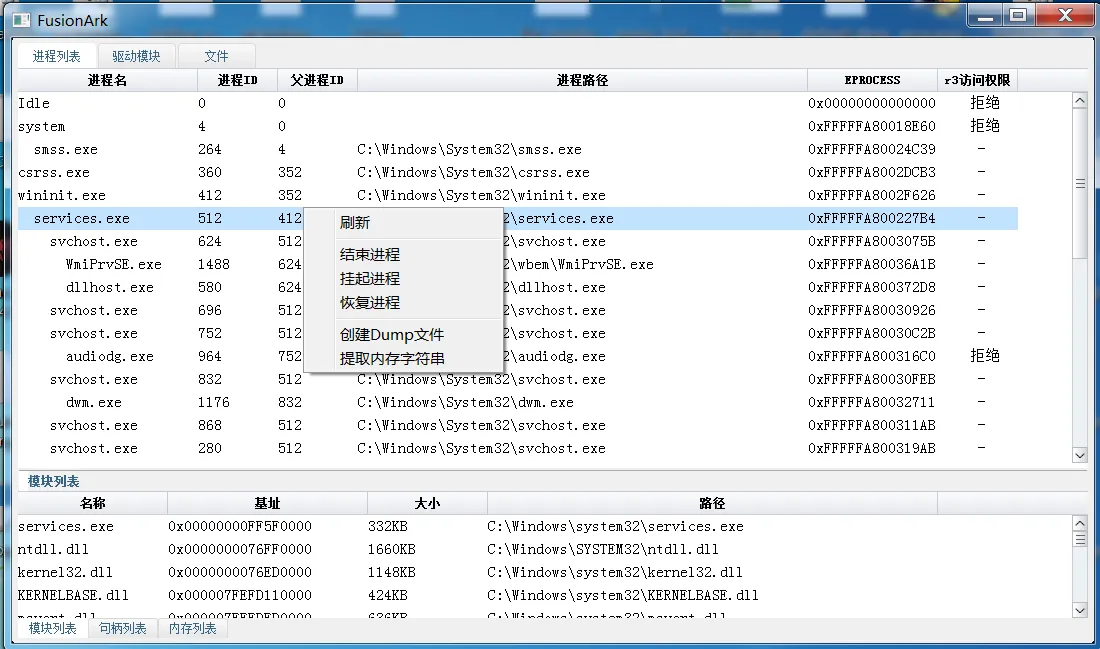 FusionArk
进程列表 驱动模块 文件
进程名 进程ID 父进程ID 进程路径 EPROCESS r3访问权限
Idle 0 0 0x00000000000000 拒绝
system 4 0 0xFFFFFA80018E60 拒绝
smss.exe 264 4 C:\Windows\System32\smss.exe 0xFFFFFA80024C39 -
csrss.exe 360 352 C:\Windows\System32\csrss.exe 0xFFFFFA8002DCB3 -
wininit.exe 412 352 C:\Windows\System32\wininit.exe 0xFFFFFA8002F626 -
services.exe 512 412 2\services.exe 0xFFFFFA800227B4 -
刷新
svchost.exe 624 512 2\svchost.exe 0xFFFFFA8003075B -
结束进程
WmiPrvSE.exe 1488 624 2\wbem\WmiPrvSE.exe 0xFFFFFA80036A1B -
挂起进程
dllhost.exe 580 624 2\dllhost.exe 0xFFFFFA800372D8 -
恢复进程
svchost.exe 696 512 2\svchost.exe 0xFFFFFA80030926 -
svchost.exe 752 512 2\svchost.exe 0xFFFFFA80030C2B -
创建Dump文件
audiodg.exe 964 752 2\audiodg.exe 0xFFFFFA800316C0 拒绝
提取内存字符串
svchost.exe 832 512 C:\Windows\System32\svchost.exe 0xFFFFFA80030FEB -
dwm.exe 1176 832 C:\Windows\System32\dwm.exe 0xFFFFFA80032711 -
svchost.exe 868 512 C:\Windows\System32\svchost.exe 0xFFFFFA800311AB -
svchost.exe 280 512 C:\Windows\System32\svchost.exe 0xFFFFFA800319AB -
模块列表
名称 基址 大小 路径
services.exe 0x00000000FF5F0000 332KB C:\Windows\system32\services.exe
ntdll.dll 0x0000000076FF0000 1660KB C:\Windows\SYSTEM32\ntdll.dll
kernel32.dll 0x0000000076ED0000 1148KB C:\Windows\system32\kernel32.dll
KERNELBASE.dll 0x000007FEFD110000 424KB C:\Windows\system32\KERNELBASE.dll
模块列表 句柄列表 内存列表